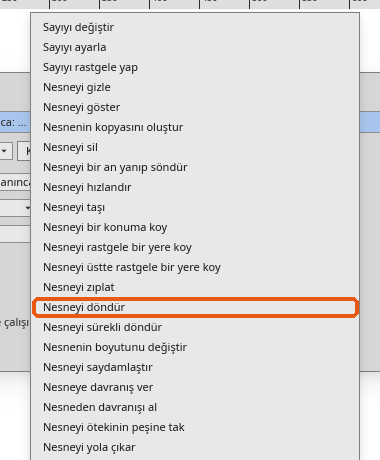 Sayıyı değiştir
Sayıyı ayarla
Sayıyı rastgele yap
Nesneyi gizle
Nesneyi göster
Nesnenin kopyasını oluştur
ca: ...
Nesneyi sil
Nesneyi bir an yanıp söndür
anınca
Nesneyi hızlandır
Nesneyi taşı
Nesneyi bir konuma koy
Nesneyi rastgele bir yere koy
Nesneyi üstte rastgele bir yere koy
Nesneyi zıplat
Nesneyi döndür
e çalışı
Nesneyi sürekli döndür
Nesnenin boyutunu değiştir
Nesneyi saydamlaştır
Nesneye davranış ver
Nesneden davranışı al
Nesneyi ötekinin peşine tak
Nesneyi yola çıkar